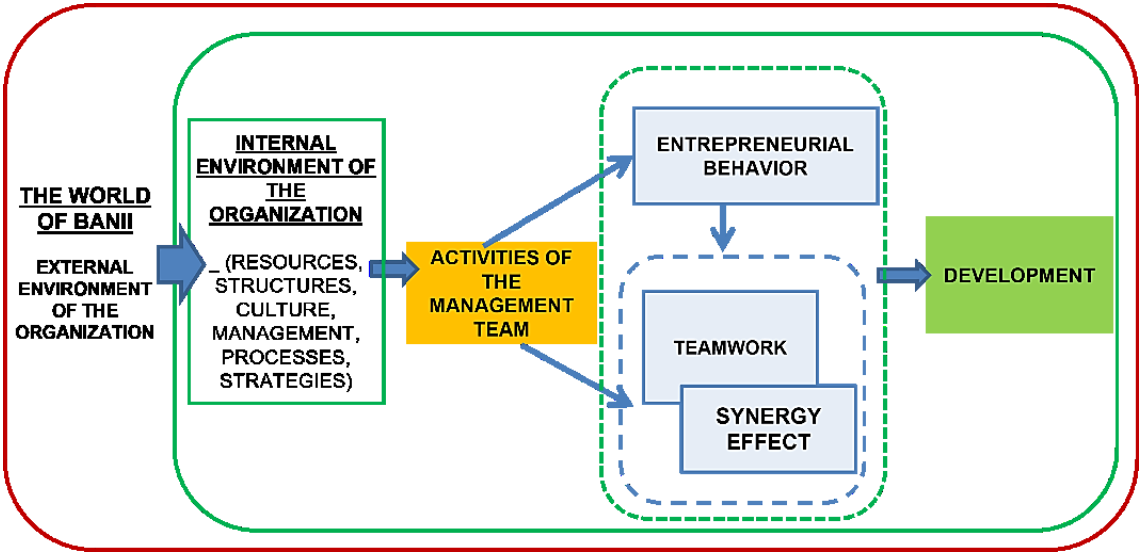 THE WORLD
OF BANII
EXTERNAL
ENVIRONMENT
OF THE
ORGANIZATION
INTERNAL
ENVIRONMENT OF
THE
ORGANIZATION
_ (RESOURCES,
STRUCTURES,
CULTURE,
MANAGEMENT,
PROCESSES,
STRATEGIES)
ACTIVITIES OF
THE
MANAGEMENT
TEAM
ENTREPRENEURIAL
BEHAVIOR
TEAMWORK
SYNERGY
EFFECT
DEVELOPMENT